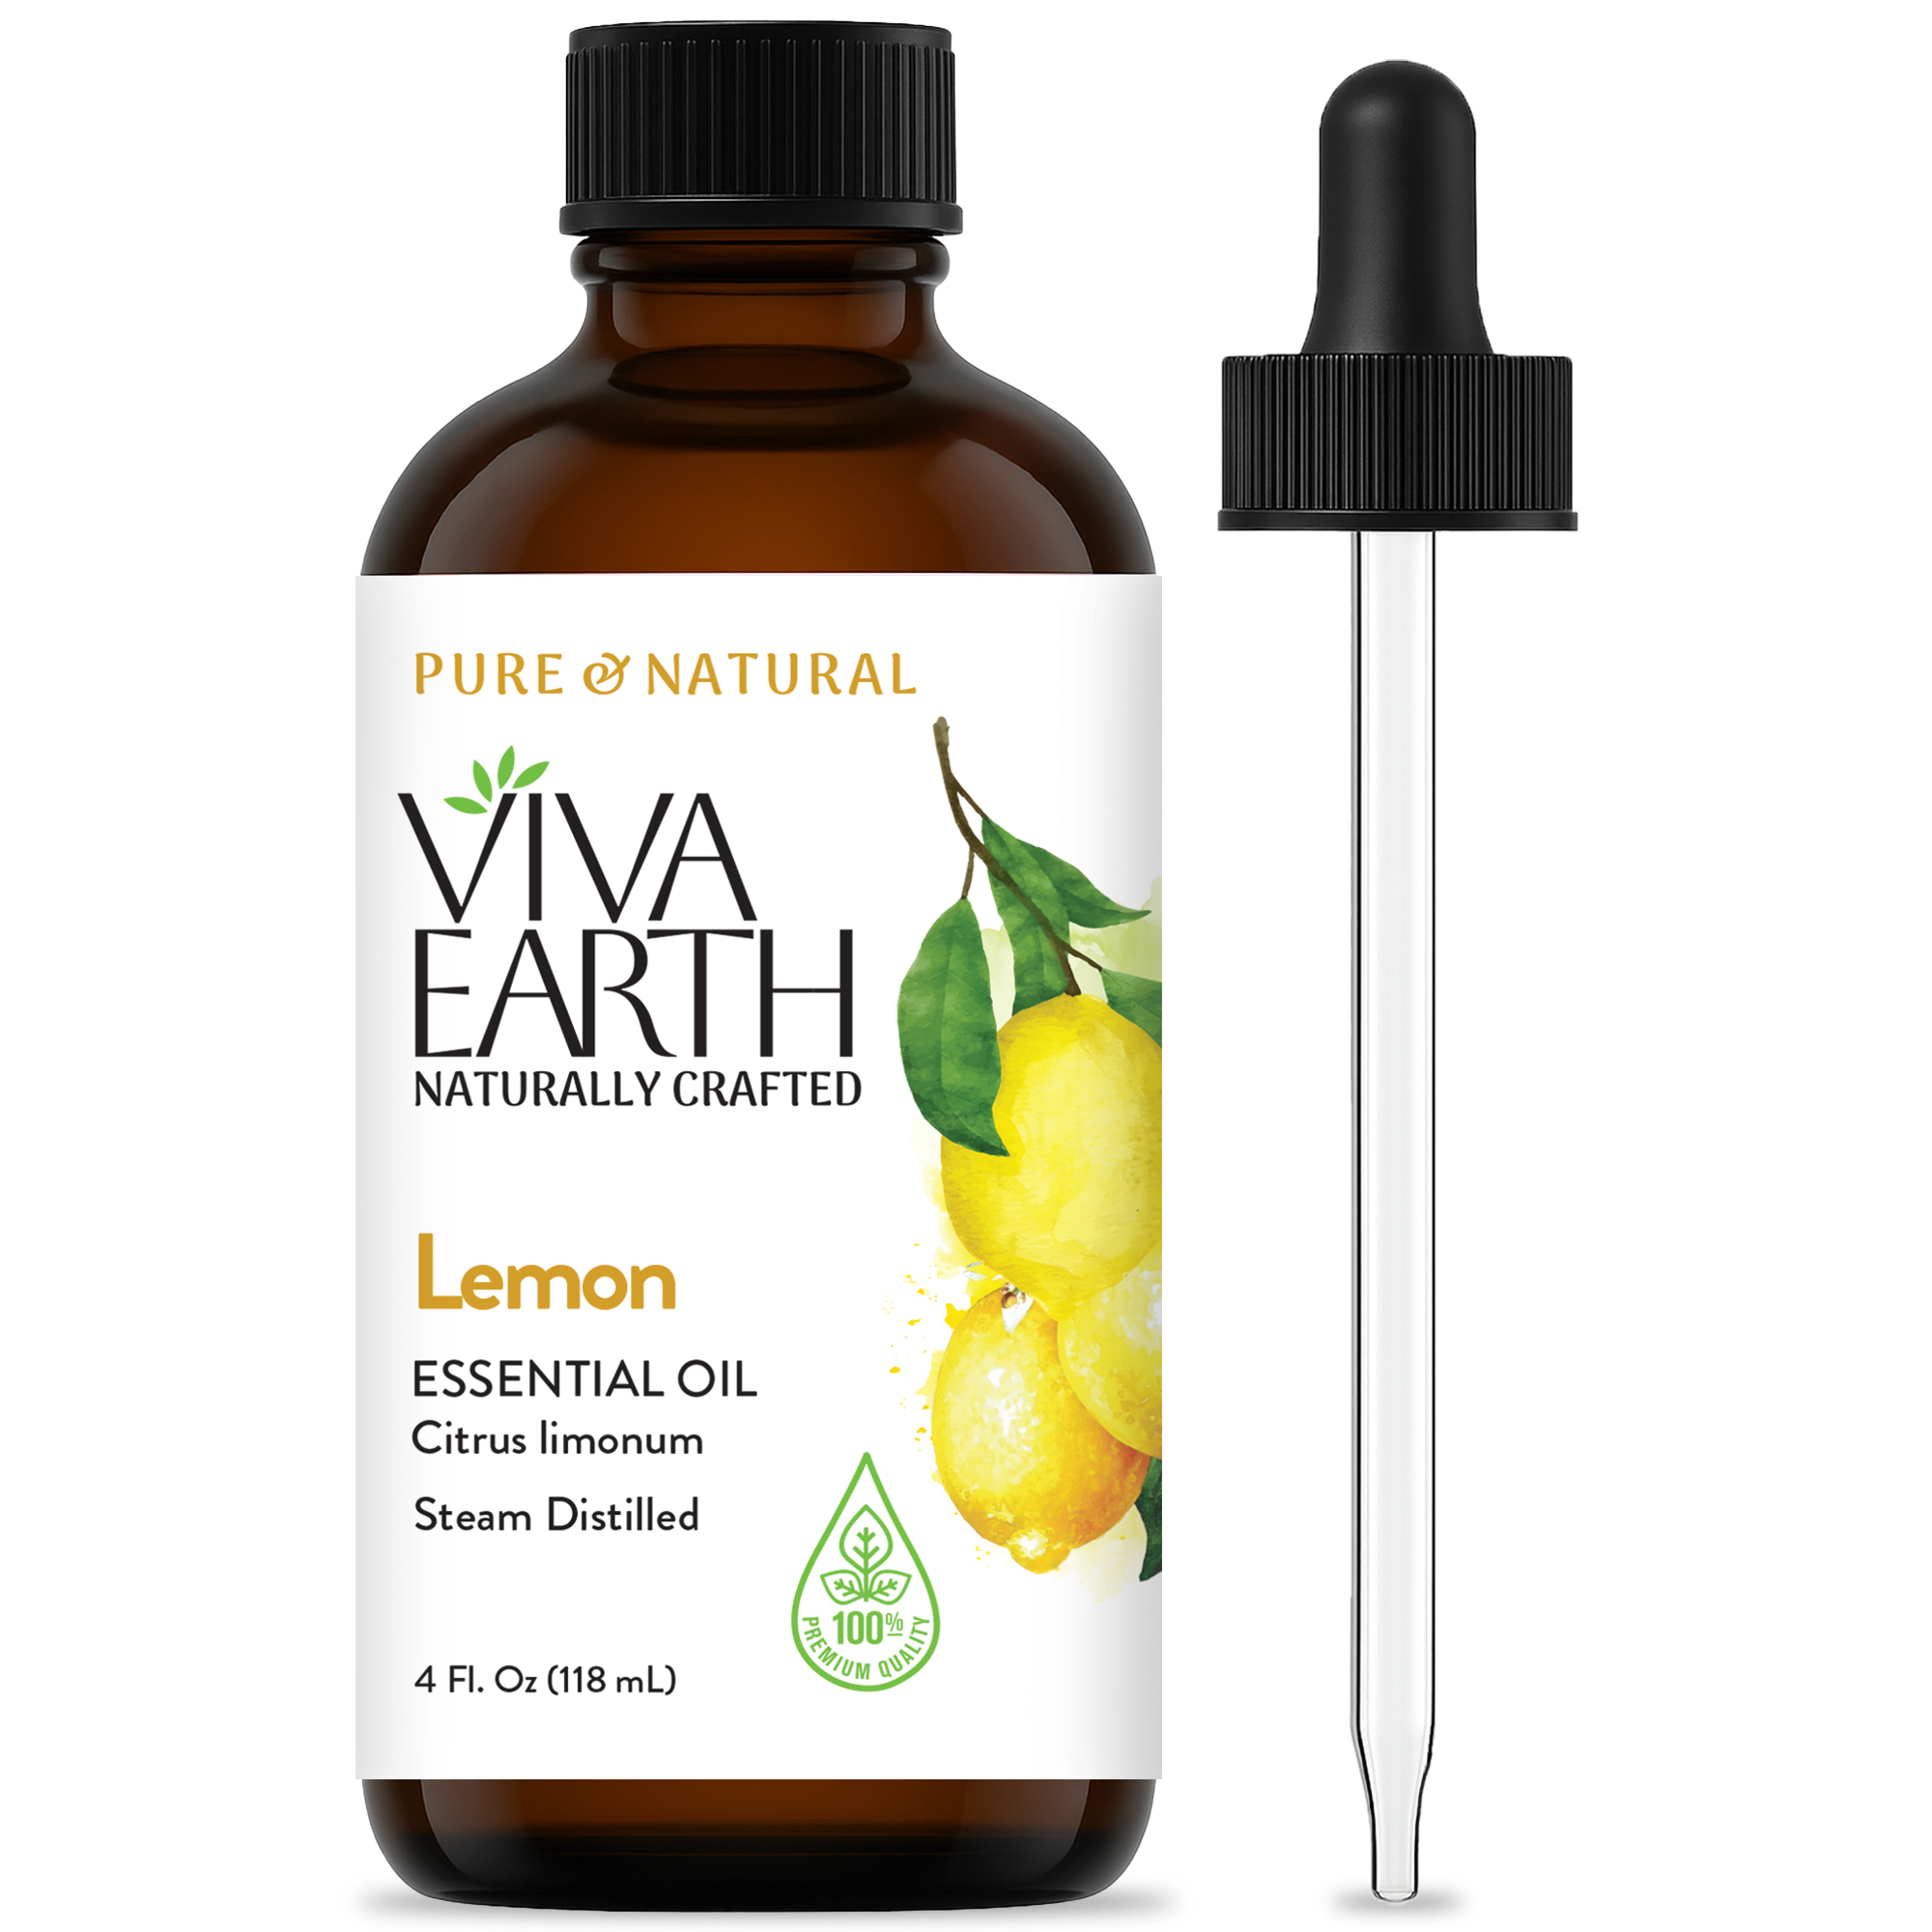 PURE & NATURAL
VIVA
EARTH
NATURALLY CRAFTED
Lemon
ESSENTIAL OIL
Citrus limonum
Steam Distilled
100%
PREMIUM QUALITY
4 Fl. Oz (118 mL)